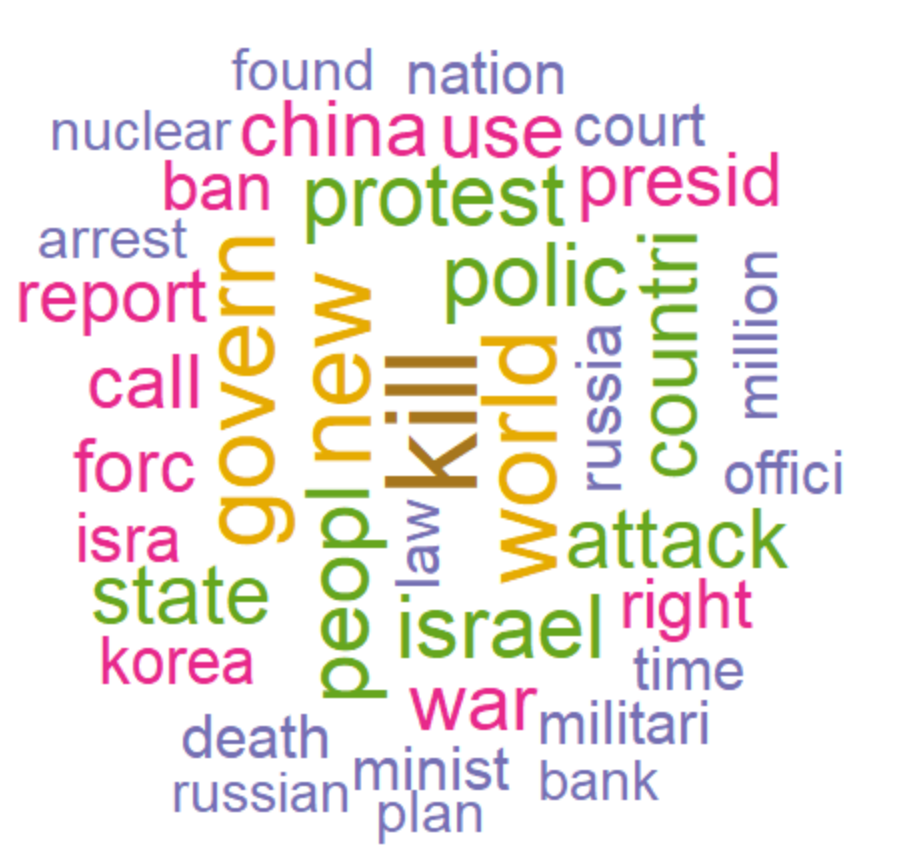 found nation
nuclear china use court
ban protest presid
arrest
report govern new polic countri million
call kill world russia
forc offici
isra peopl law attack
state israel right
korea time
war militari
death minist bank
russian plan